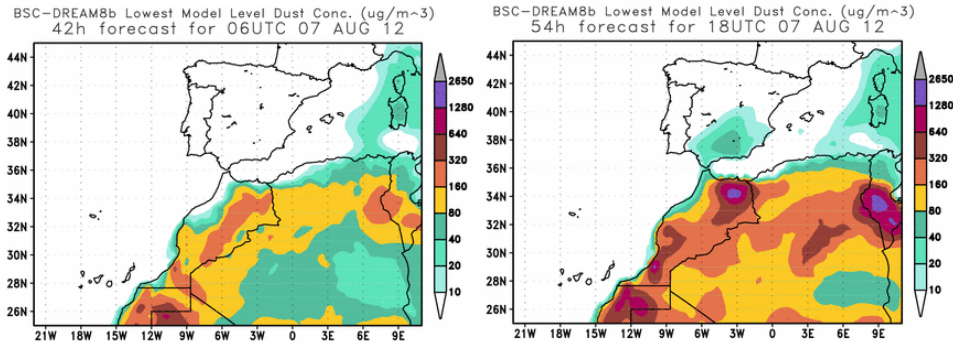 BSC-DREAM8b Lowest Model Level Dust Conc. (ug/m^3)
42h forecast for 06UTC 07 AUG 12
44N
42N
40N
38N
36N
34N
32N
30N
28N
26N
21W 18W 15W 12W 9W 6W 3W 0 3E 6E 9E
2650
1280
640
320
160
80
40
20
10
BSC-DREAM8b Lowest Model Level Dust Conc. (ug/m^3)
54h forecast for 18UTC 07 AUG 12
44N
42N
40N
38N
36N
34N
32N
30N
28N
26N
21W 18W 15W 12W 9W 6W 3W 0 3E 6E 9E
2650
1280
640
320
160
80
40
20
10